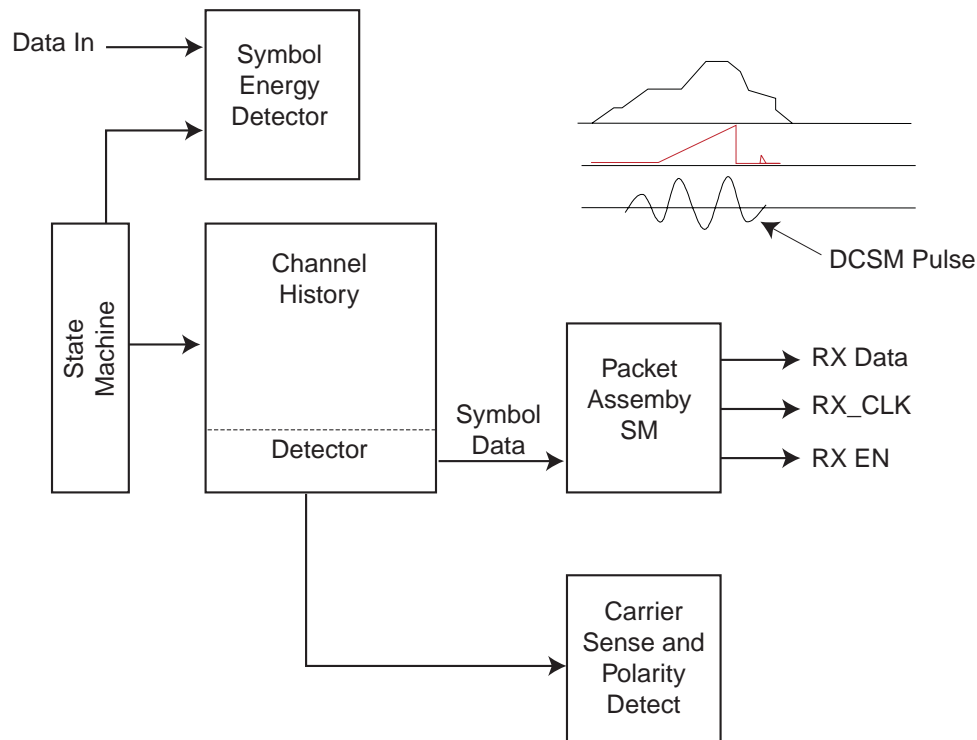 Data In
Symbol
Energy
Detector
DCSM Pulse
State
Machine
Channel
History
Detector
Symbol
Data
Packet
Assemby
SM
RX Data
RX_CLK
RX EN
Carrier
Sense and
Polarity
Detect